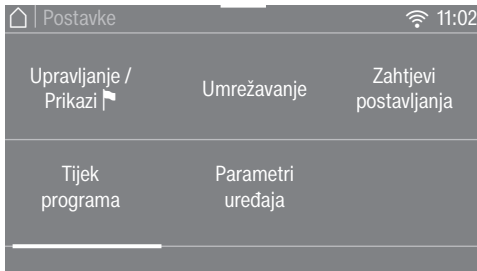 Postavke 11:02
Upravljanje /
Prikazi
Umrežavanje
Zahtjevi
postavljanja
Tijek
programa
Parametri
uređaja